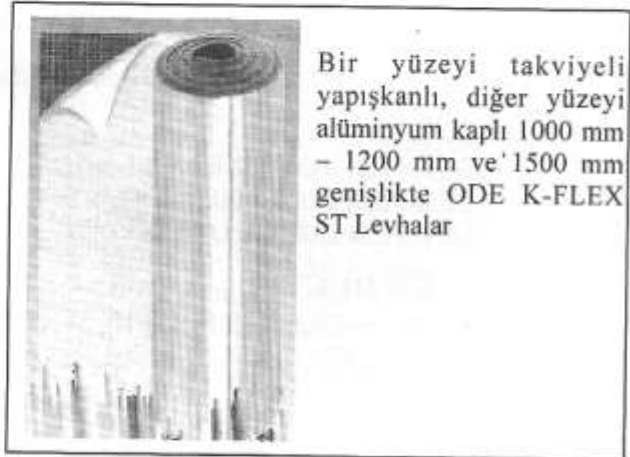 Bir yüzeyi takviyeli
yapışkanlı, diğer yüzeyi
alüminyum kaplı 1000 mm
– 1200 mm ve 1500 mm
genişlikte ODE K-FLEX
ST Levhalar